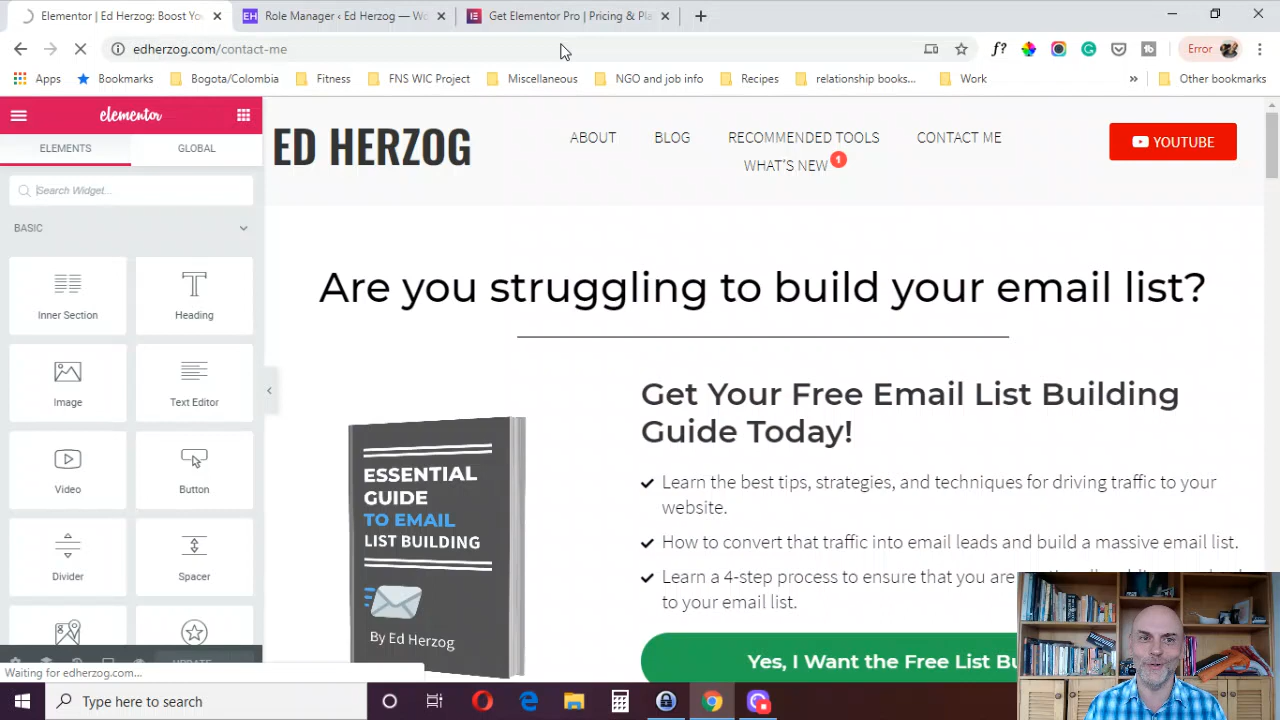 Elementor | Ed Herzog: Boost Yo
Role Manager ‹ Ed Herzog — Wo
Get Elementor Pro | Pricing & Pla
edherzog.com/contact-me
f?
Error
Apps
Bookmarks
Bogota/Colombia
Fitness
FNS WIC Project
Miscellaneous
NGO and job info
Recipes
relationship books...
Work
»
Other bookmarks
elementor
ELEMENTS
GLOBAL
Search Widget...
BASIC
Inner Section
Heading
Image
Text Editor
Video
Button
Divider
Spacer
UPDATE
Waiting for edherzog.com...
ED HERZOG
ABOUT
BLOG
RECOMMENDED TOOLS
CONTACT ME
WHAT'S NEW
1
YOUTUBE
Are you struggling to build your email list?
ESSENTIAL
GUIDE
TO EMAIL
LIST BUILDING
By Ed Herzog
Get Your Free Email List Building
Guide Today!
Learn the best tips, strategies, and techniques for driving traffic to your
website.
How to convert that traffic into email leads and build a massive email list.
Learn a 4-step process to ensure that you are
to your email list.
Yes, I Want the Free List Bu
Type here to search